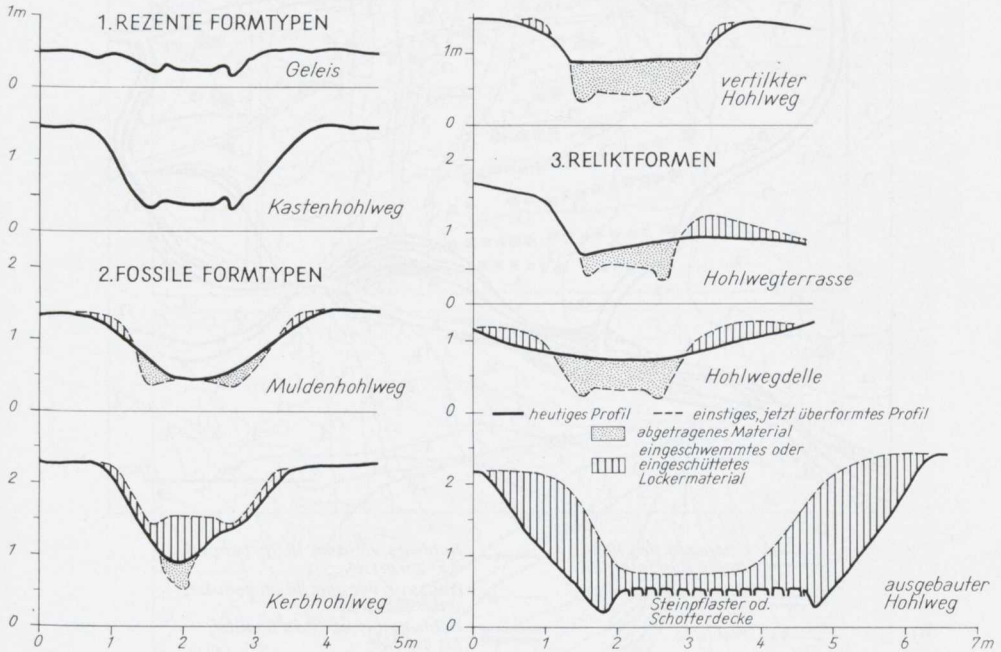 1m
1. REZENTE FORMTYPEN
Geleis
0
1
Kastenhohlweg
0
2
2. FOSSILE FORMTYPEN
1
Muldenhohlweg
0
2
1
Kerbhohlweg
0
0 1 2 3 4 5m
1m
vertilkter
Hohlweg
0
2
3. RELIKTFORMEN
1
Hohlwegterrasse
0
1
Hohlwegdelle
0
heutiges Profil
einstiges, jetzt überformtes Profil
abgetragenes Material
eingeschwemmtes oder
eingeschüttetes
Lockermaterial
2
1
ausgebauter
Hohlweg
Steinpflaster od.
Schotterdecke
0
0 1 2 3 4 5 6 7m